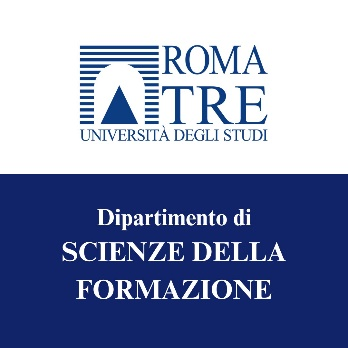 ROMA
TRE
UNIVERSITÀ DEGLI STUDI
Dipartimento di
SCIENZE DELLA
FORMAZIONE